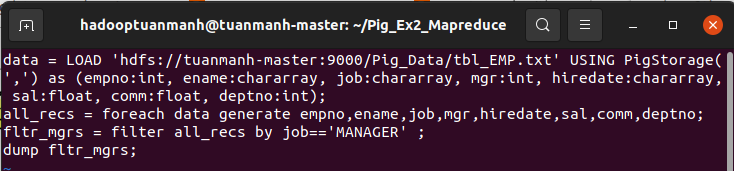 hadooptuanmanh@tuanmanh-master: ~/Pig_Ex2_Mapreduce
data = LOAD 'hdfs://tuanmanh-master:9000/Pig_Data/tbl_EMP.txt' USING PigStorage(
',') as (empno:int, ename:chararray, job:chararray, mgr:int, hiredate:chararray,
 sal:float, comm:float, deptno:int);
all_recs = foreach data generate empno,ename,job,mgr,hiredate,sal,comm,deptno;
fltr_mgrs = filter all_recs by job=='MANAGER' ;
dump fltr_mgrs;
~